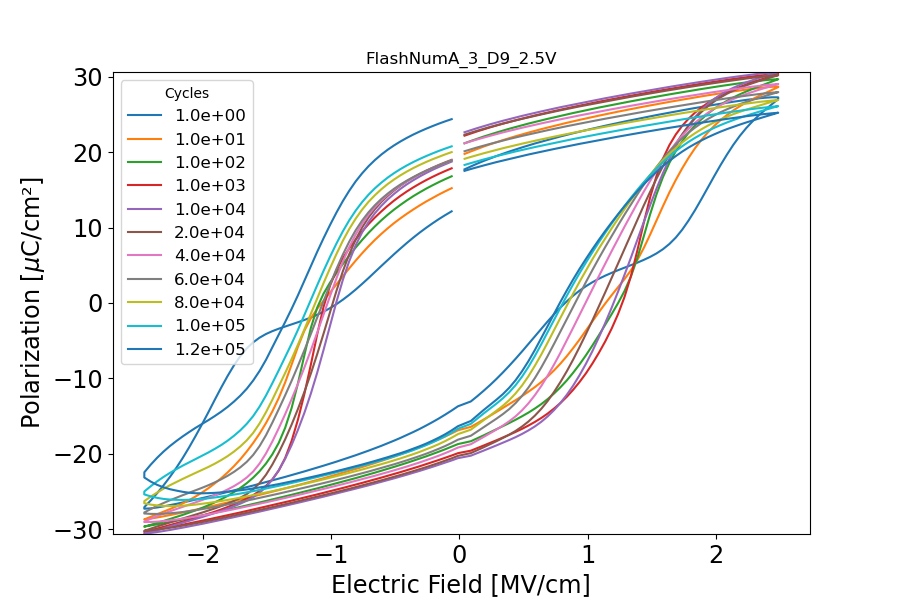 FlashNumA_3_D9_2.5V
Cycles
1.0e+00
1.0e+01
1.0e+02
1.0e+03
1.0e+04
2.0e+04
4.0e+04
6.0e+04
8.0e+04
1.0e+05
1.2e+05
30
20
10
0
−10
−20
−30
Polarization [μC/cm²]
−2
−1
0
1
2
Electric Field [MV/cm]